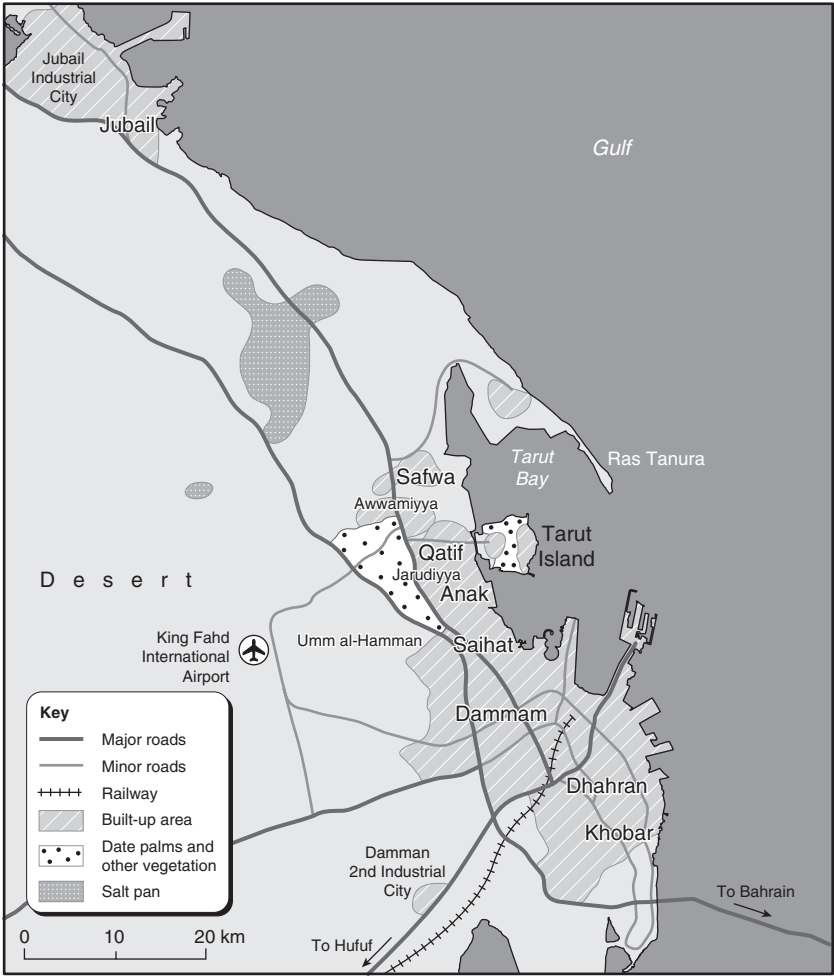 Jubail
Industrial
City
Jubail
Gulf
Safwa
Tarut
Bay
Ras Tanura
Awwamiyya
Qatif
Tarut
Island
Jarudiyya
Anak
Desert
King Fahd
International
Airport
Umm al-Hamman
Saihat
Dammam
Dhahran
Khobar
Damman
2nd Industrial
City
To Bahrain
To Hufuf
Key
Major roads
Minor roads
Railway
Built-up area
Date palms and
other vegetation
Salt pan
0 10 20 km